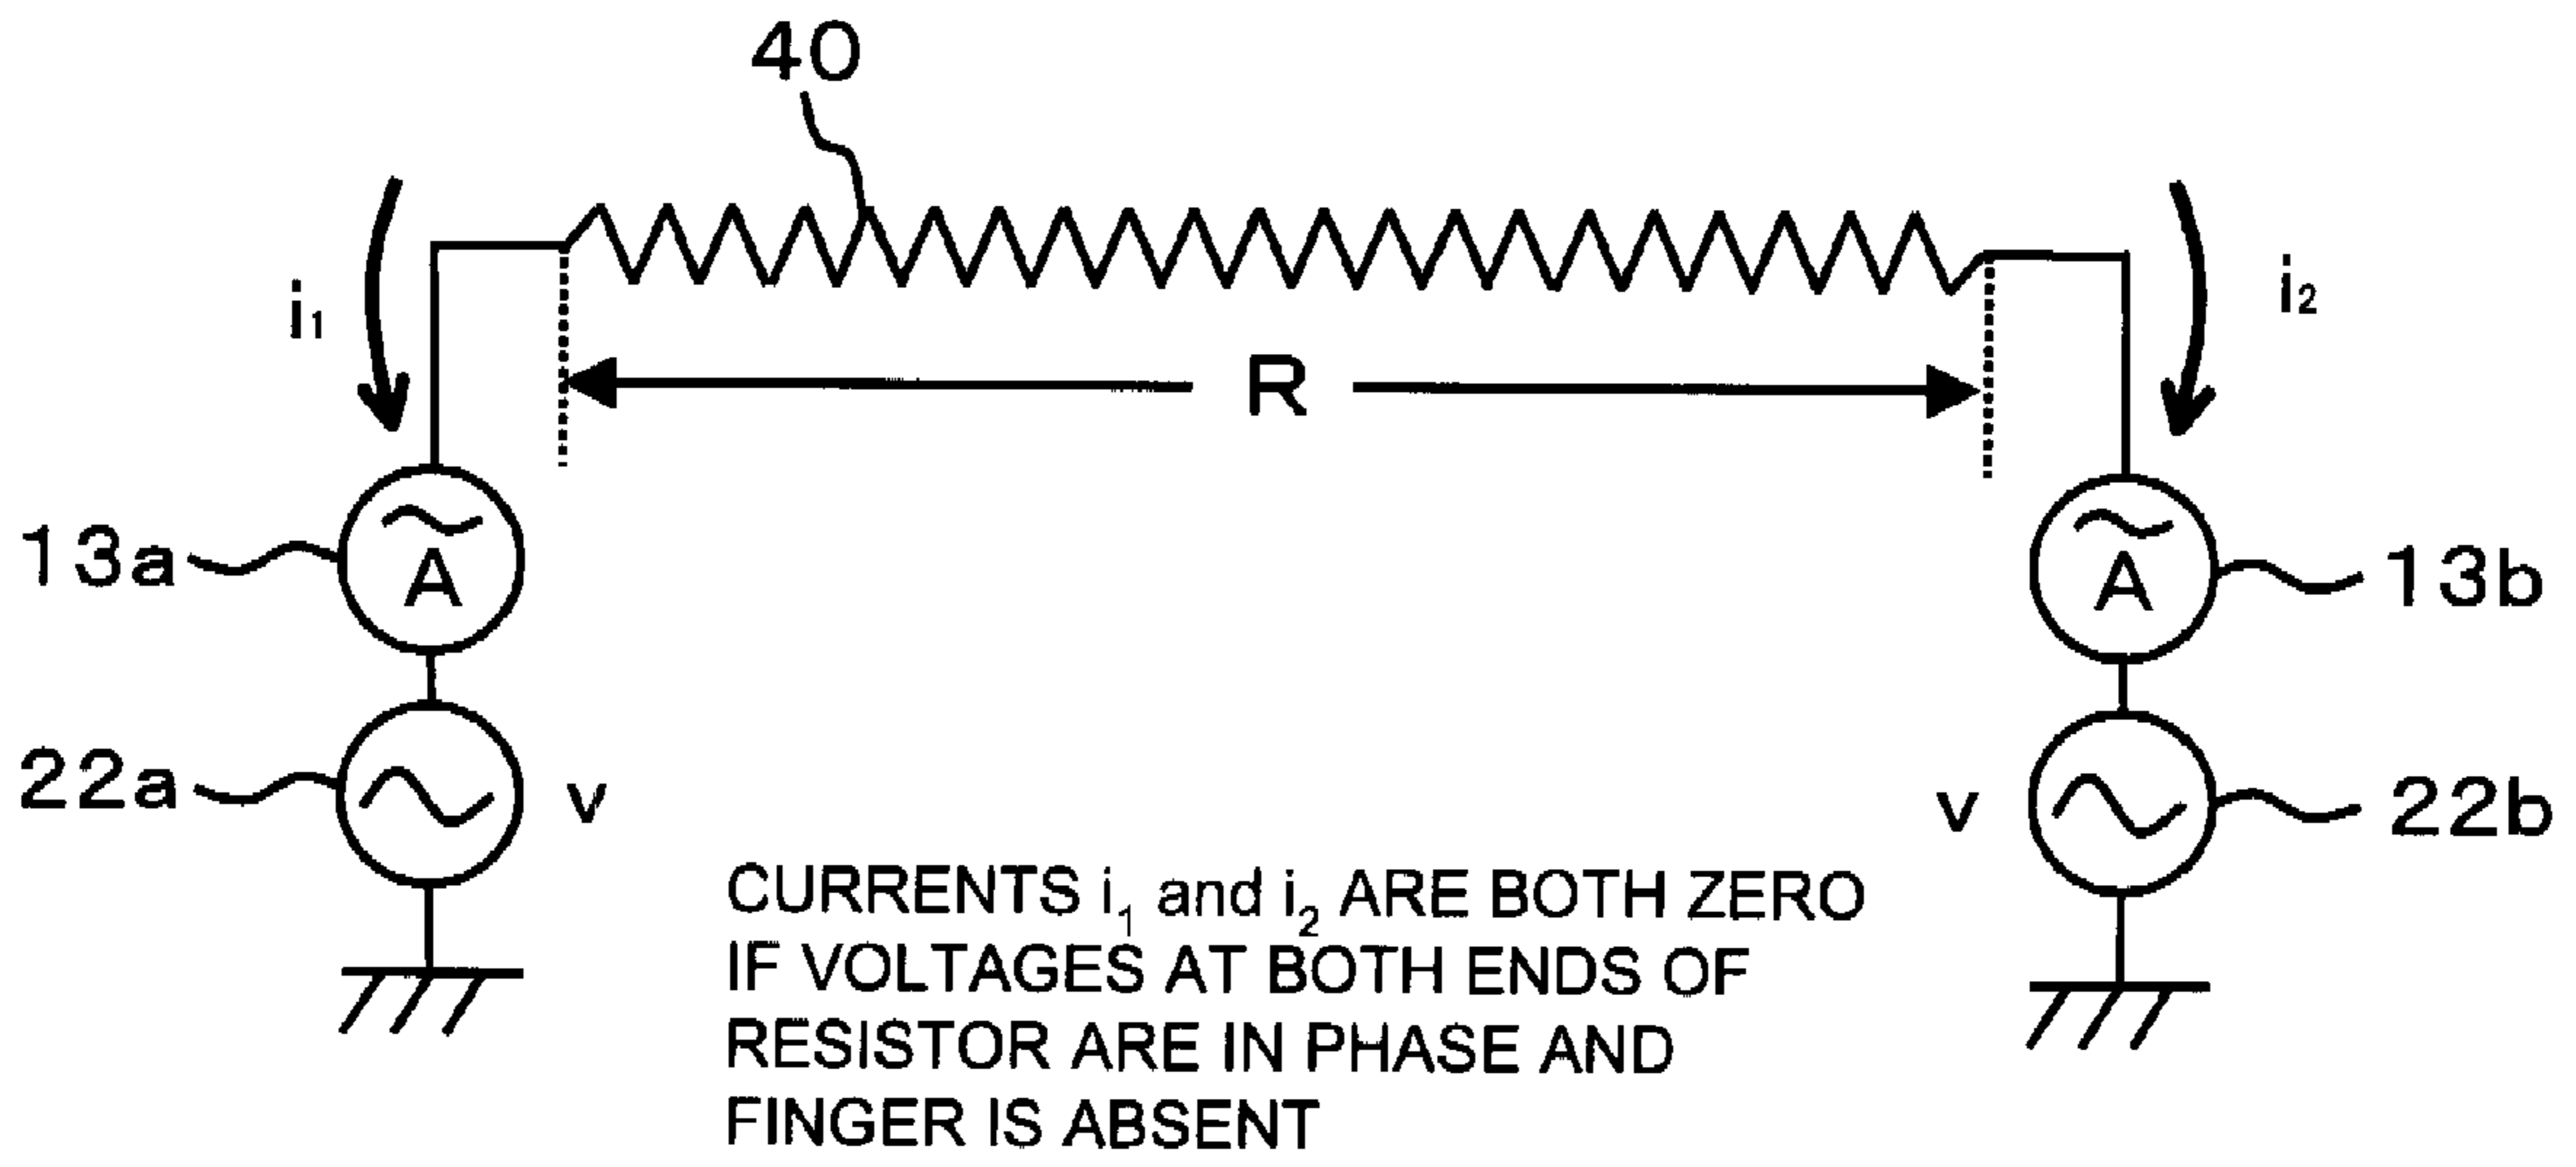 40
i₁
i₂
R
13a
A
A
13b
22a
v
v
22b
CURRENTS i₁ and i₂ ARE BOTH ZERO
IF VOLTAGES AT BOTH ENDS OF
RESISTOR ARE IN PHASE AND
FINGER IS ABSENT